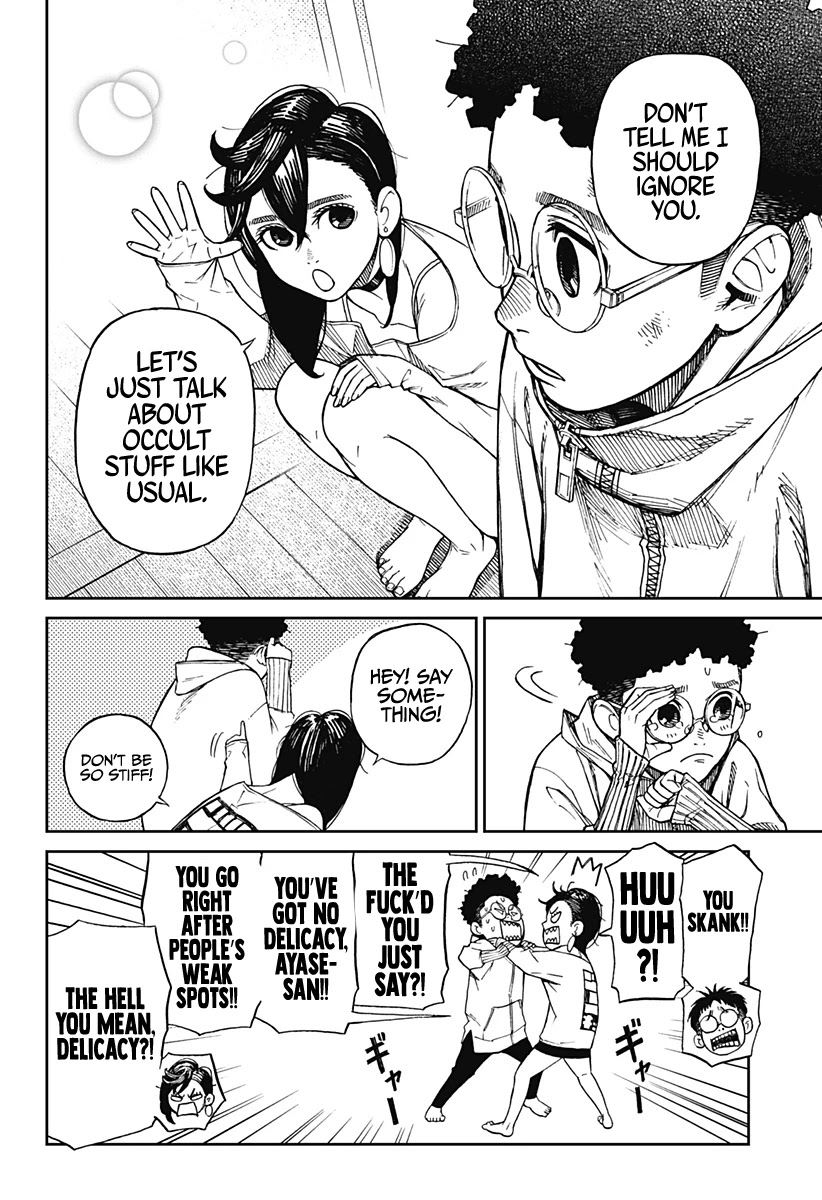 DON'T
TELL ME I
SHOULD
IGNORE
YOU.
LET'S
JUST TALK
ABOUT
OCCULT
STUFF LIKE
USUAL.
HEY! SAY
SOME-
THING!
DON'T BE
SO STIFF!
YOU
SKANK!!
HUU
UUH
?!
THE
FUCK'D
YOU
JUST
SAY?!
YOU'VE
GOT NO
DELICACY,
AYASE-
SAN!!
YOU GO
RIGHT
AFTER
PEOPLE'S
WEAK
SPOTS!!
THE HELL
YOU MEAN,
DELICACY?!
ギャー
ギャー